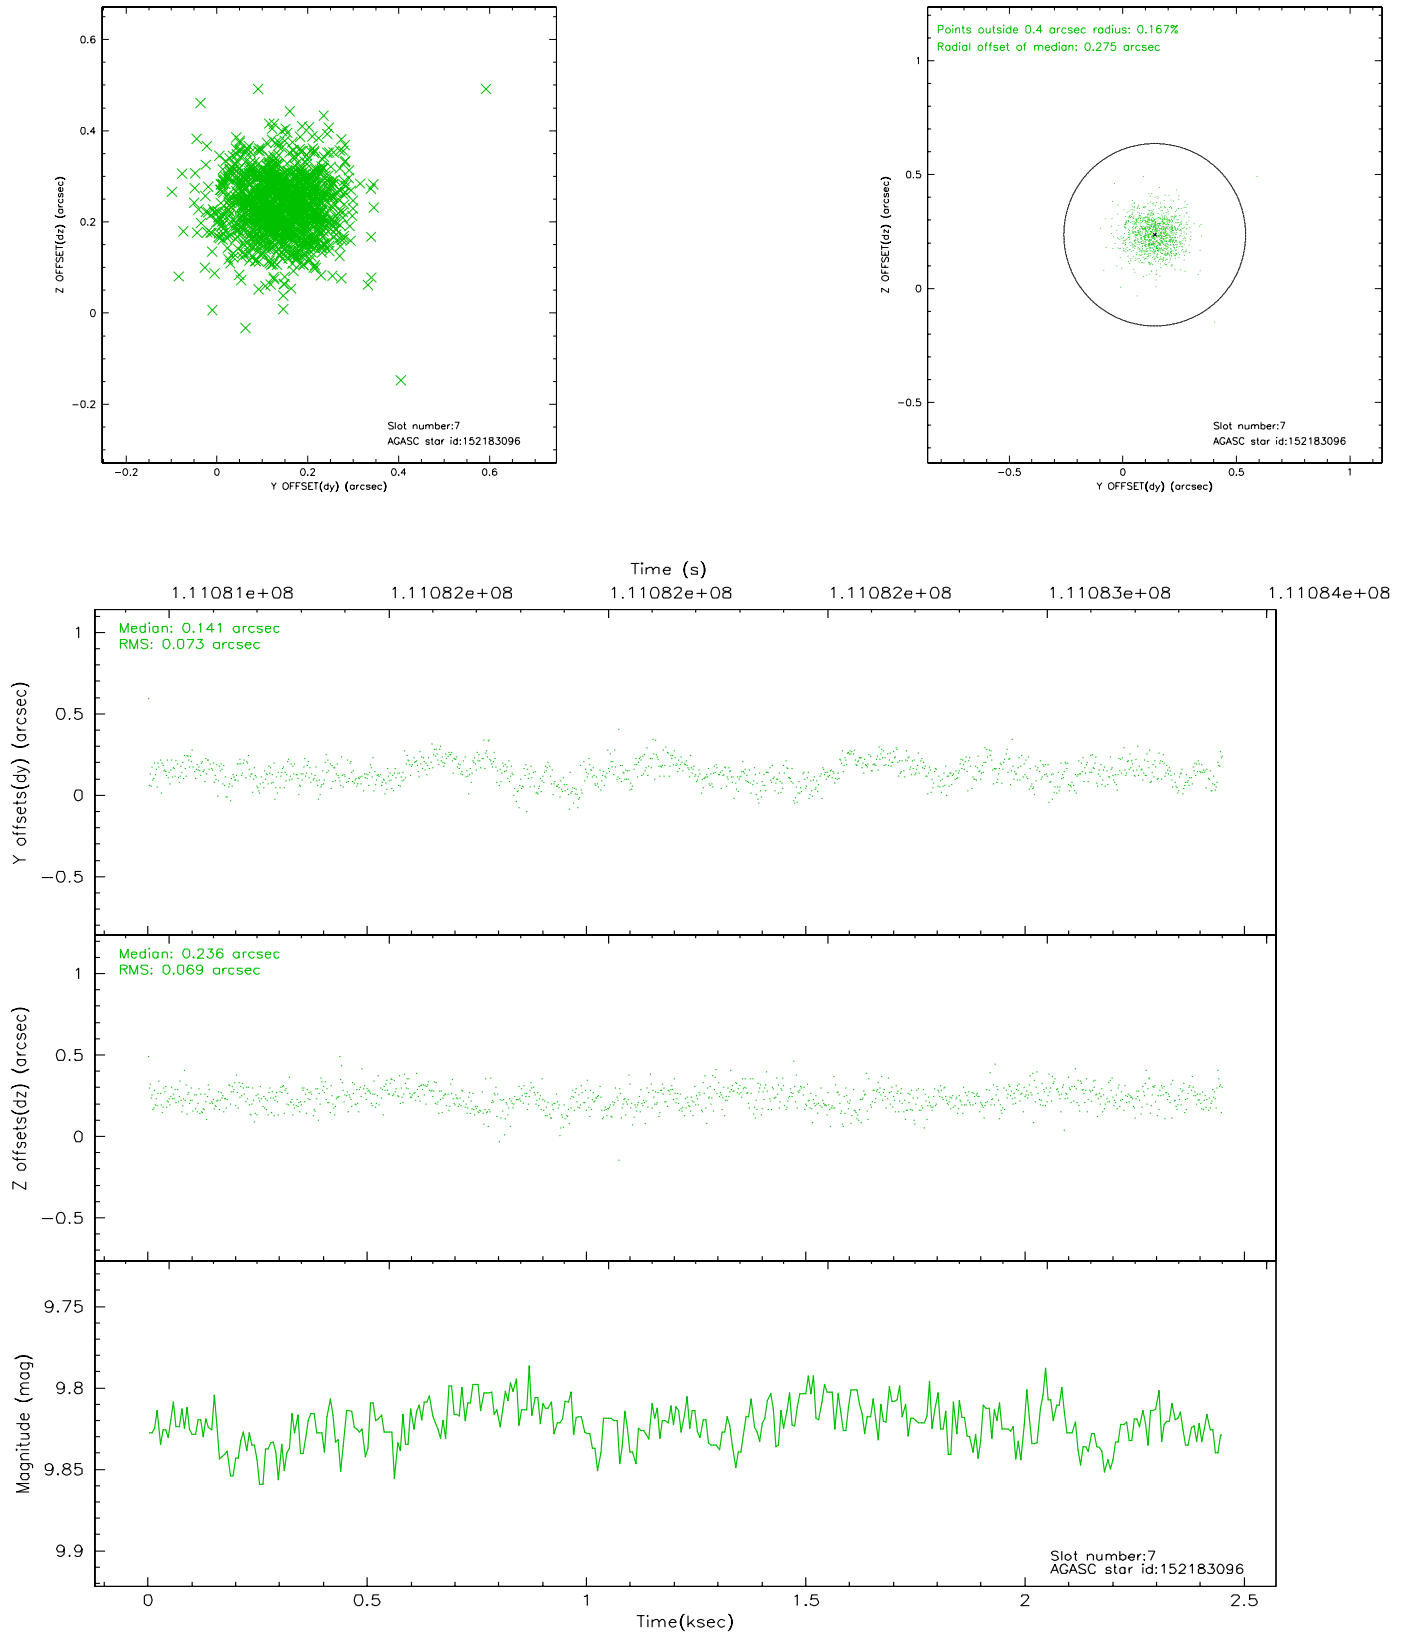 0.6
0.4
0.2
0
−0.2
Z OFFSET(dz) (arcsec)
Slot number:7
AGASC star id:152183096
−0.2 0 0.2 0.4 0.6
Y OFFSET(dy) (arcsec)
Points outside 0.4 arcsec radius: 0.167%
Radial offset of median: 0.275 arcsec
1
0.5
0
−0.5
Z OFFSET(dz) (arcsec)
Slot number:7
AGASC star id:152183096
−0.5 0 0.5 1
Y OFFSET(dy) (arcsec)
Time (s)
1.11081e+08 1.11082e+08 1.11082e+08 1.11082e+08 1.11083e+08 1.11084e+08
Median: 0.141 arcsec
RMS: 0.073 arcsec
1
0.5
0
−0.5
Y offsets(dy) (arcsec)
Median: 0.236 arcsec
RMS: 0.069 arcsec
1
0.5
0
−0.5
Z offsets(dz) (arcsec)
9.75
9.8
9.85
9.9
Magnitude (mag)
Slot number:7
AGASC star id:152183096
0 0.5 1 1.5 2 2.5
Time(ksec)